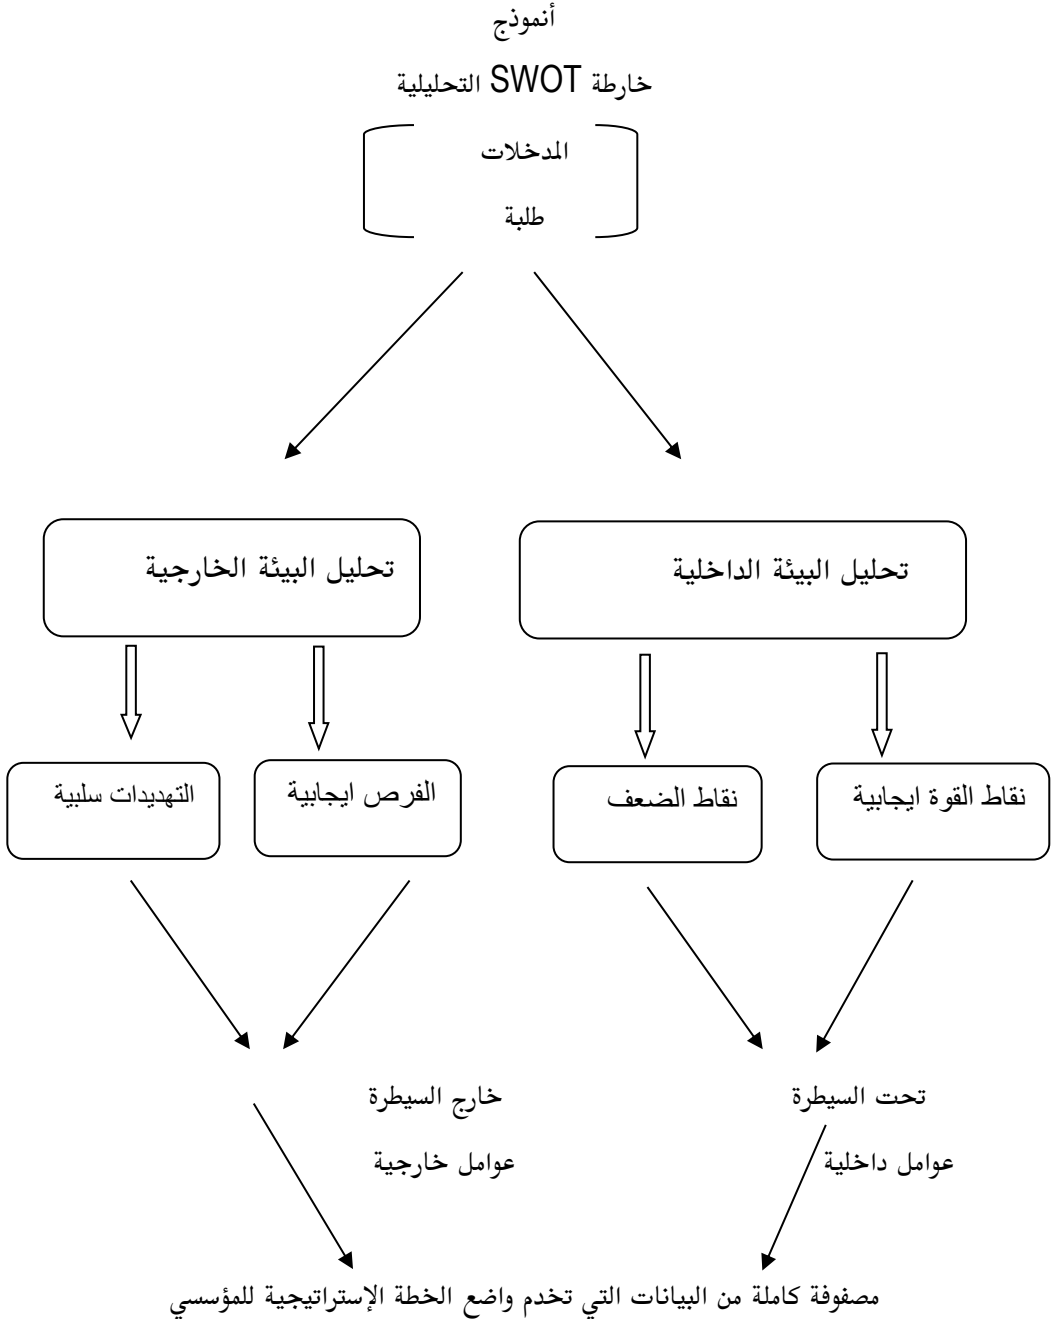 أنموذج
خارطة SWOT التحليلية
المدخلات
طلبة
تحليل البيئة الداخلية
تحليل البيئة الخارجية
نقاط القوة ايجابية
نقاط الضعف
الفرص ايجابية
التهديدات سلبية
تحت السيطرة
خارج السيطرة
عوامل داخلية
عوامل خارجية
مصفوفة كاملة من البيانات التي تخدم واضع الخطة الإستراتيجية للمؤسسي